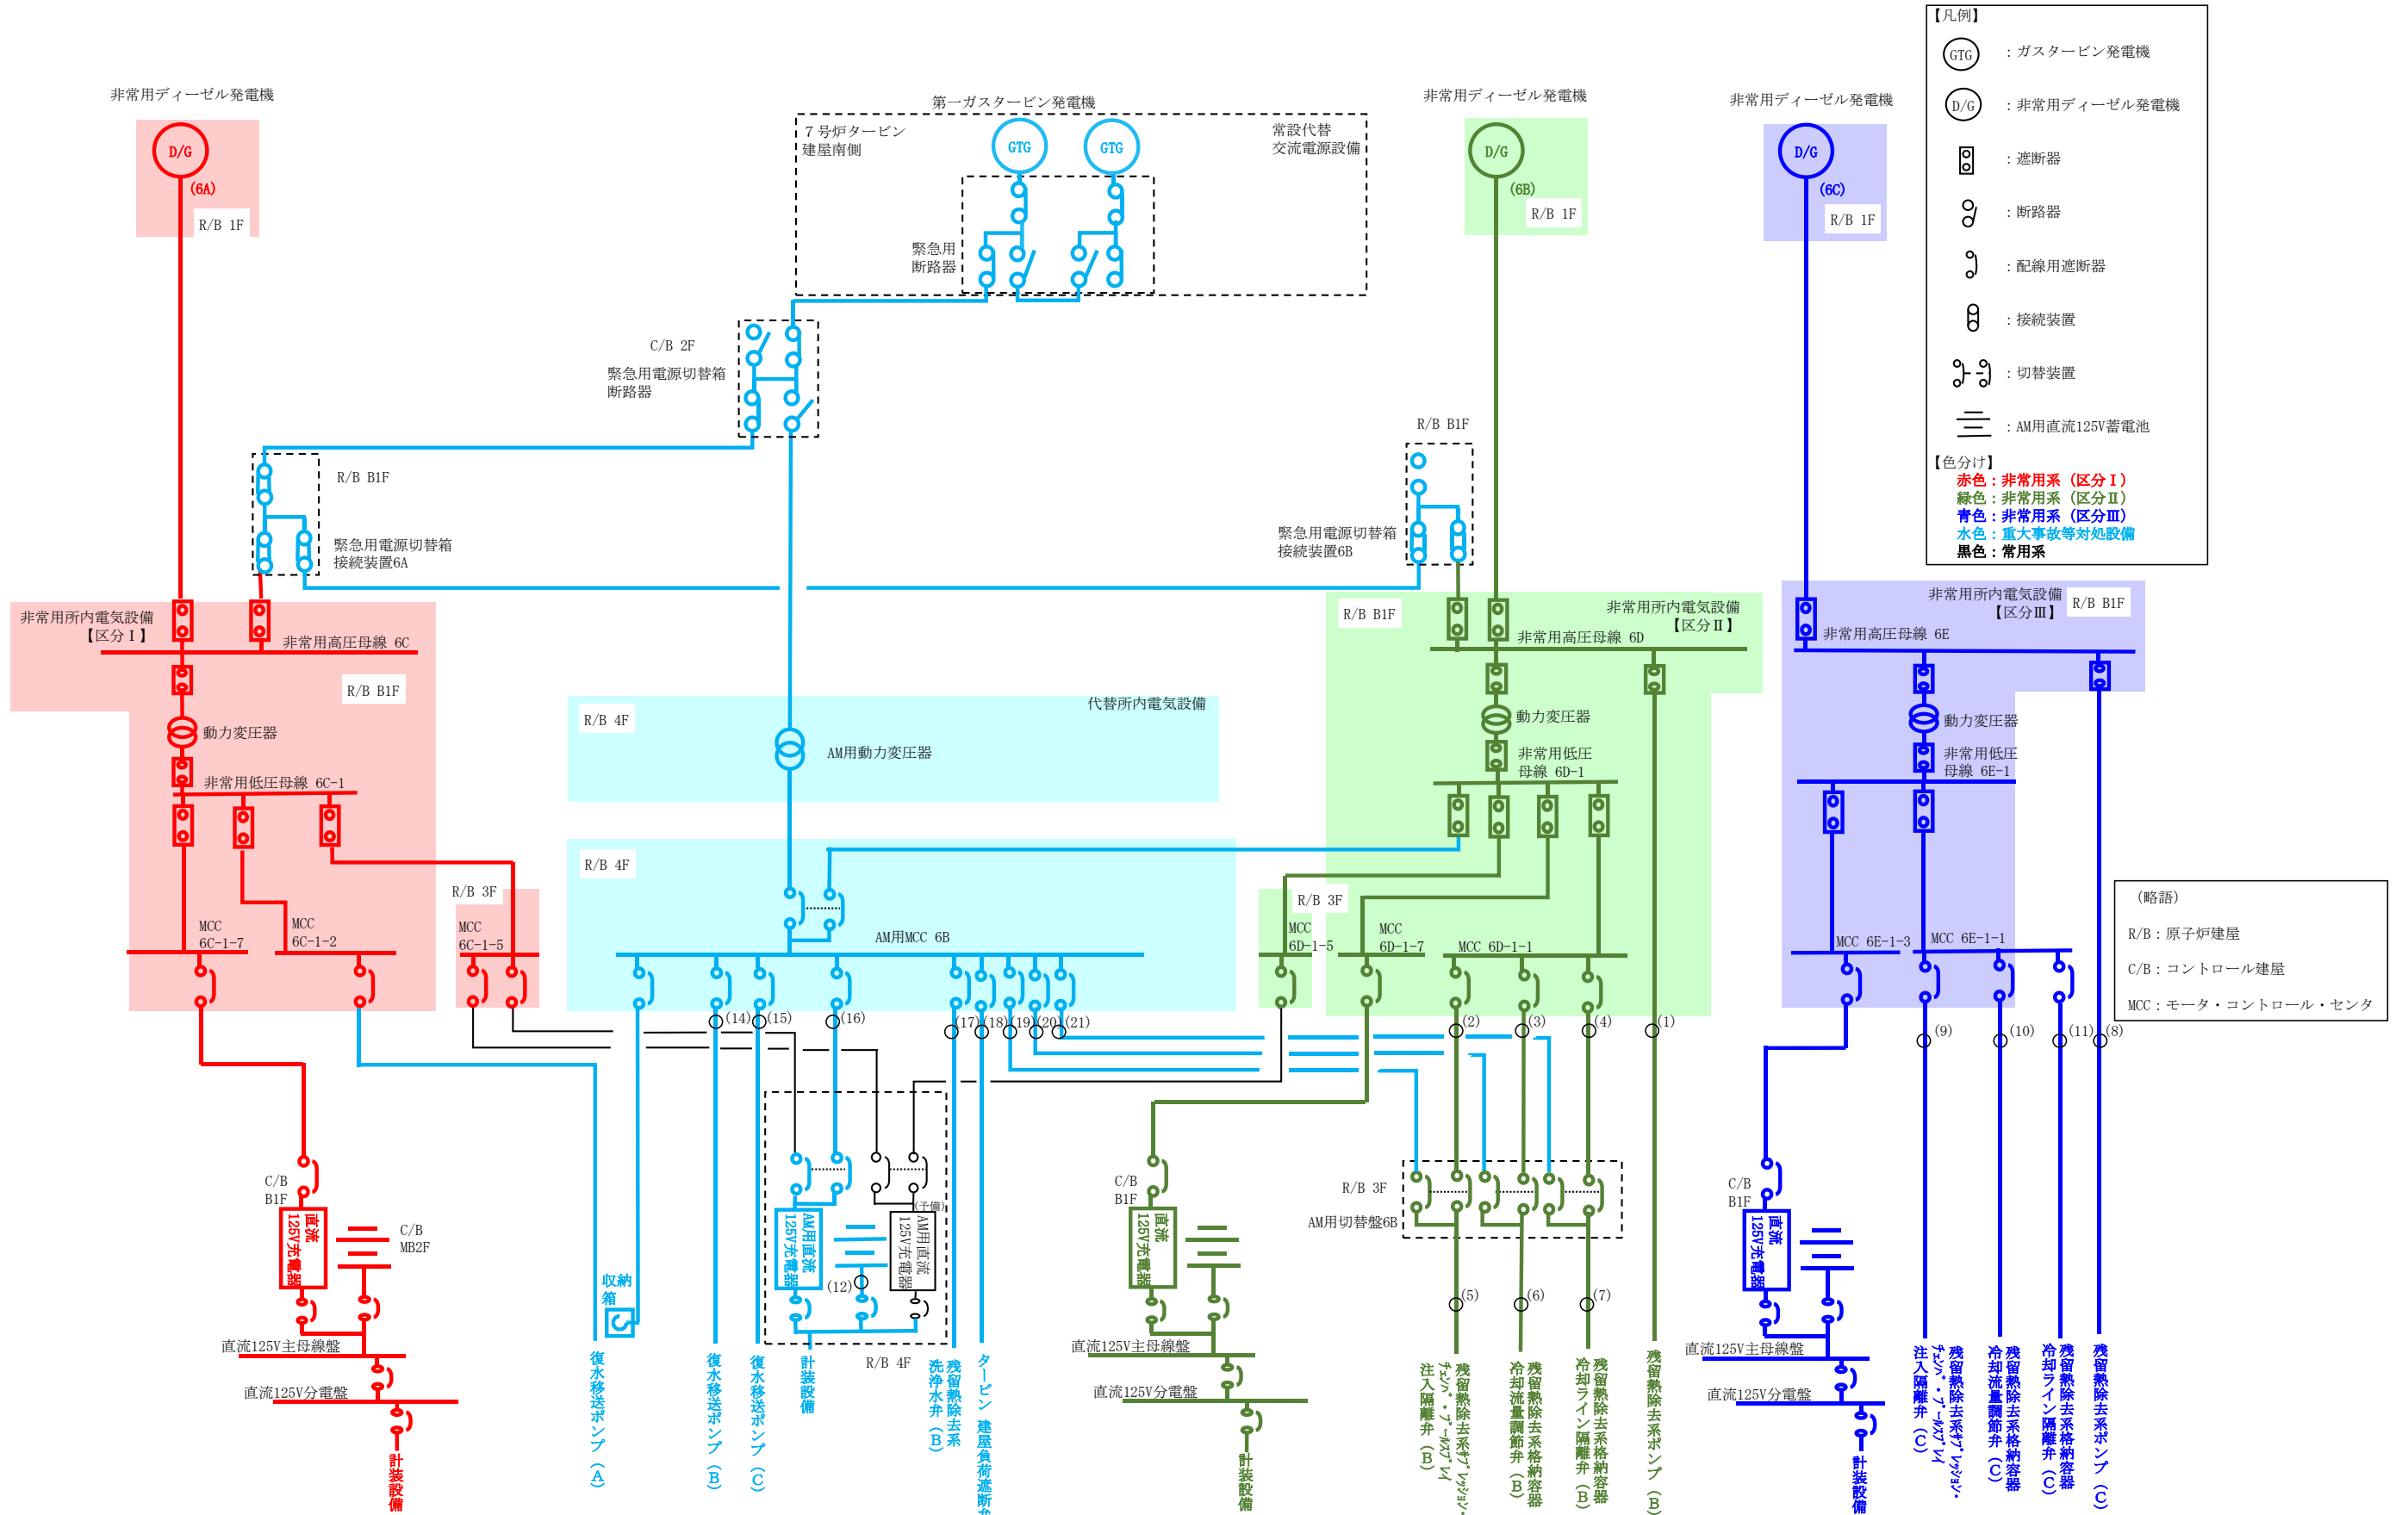 【凡例】
GTG
：ガスタービン発電機
D/G
：非常用ディーゼル発電機
：遮断器
：断路器
：配線用遮断器
：接続装置
：切替装置
：AM用直流125V蓄電池
【色分け】
赤色：非常用系（区分Ⅰ）
緑色：非常用系（区分Ⅱ）
青色：非常用系（区分Ⅲ）
水色：重大事故等対処設備
黒色：常用系
（略語）
R/B：原子炉建屋
C/B：コントロール建屋
MCC：モータ・コントロール・センタ
非常用ディーゼル発電機
D/G
(6A)
R/B 1F
第一ガスタービン発電機
７号炉タービン
建屋南側
GTG
GTG
常設代替
交流電源設備
緊急用
断路器
非常用ディーゼル発電機
D/G
(6B)
R/B 1F
非常用ディーゼル発電機
D/G
(6C)
R/B 1F
C/B 2F
緊急用電源切替箱
断路器
R/B B1F
緊急用電源切替箱
接続装置6A
R/B B1F
緊急用電源切替箱
接続装置6B
非常用所内電気設備
【区分Ⅰ】
非常用高圧母線 6C
R/B B1F
動力変圧器
非常用低圧母線 6C-1
MCC
6C-1-7
MCC
6C-1-2
R/B 3F
MCC
6C-1-5
R/B 4F
代替所内電気設備
AM用動力変圧器
R/B 4F
AM用MCC 6B
R/B B1F
非常用所内電気設備
【区分Ⅱ】
非常用高圧母線 6D
動力変圧器
非常用低圧
母線 6D-1
R/B 3F
MCC
6D-1-5
MCC
6D-1-7
MCC 6D-1-1
非常用所内電気設備
【区分Ⅲ】
R/B B1F
非常用高圧母線 6E
動力変圧器
非常用低圧
母線 6E-1
MCC 6E-1-3
MCC 6E-1-1
(14)
(15)
(16)
(17)
(18)
(19)
(20)
(21)
(2)
(3)
(4)
(1)
(9)
(10)
(11)
(8)
C/B
B1F
直流
125V充電器
C/B
MB2F
直流125V主母線盤
直流125V分電盤
計装設備
収納
箱
復水移送ポンプ（Ａ）
復水移送ポンプ（Ｂ）
復水移送ポンプ（Ｃ）
AM用直流
125V充電器
(12)
(予備)
AM用直流
125V充電器
計装設備
R/B 4F
残留熱除去系
洗浄水弁（Ｂ）
タービン 建屋負荷遮断弁
C/B
B1F
直流
125V充電器
直流125V主母線盤
直流125V分電盤
計装設備
R/B 3F
AM用切替盤6B
(5)
(6)
(7)
残留熱除去系ｻﾌﾟﾚｯｼｮﾝ・
ﾁｪﾝﾊﾞ・ﾌﾟｰﾙｽﾌﾟﾚｲ
注入隔離弁（Ｂ）
残留熱除去系格納容器
冷却流量調節弁（Ｂ）
残留熱除去系格納容器
冷却ライン隔離弁（Ｂ）
残留熱除去系ポンプ（Ｂ）
C/B
B1F
直流
125V充電器
直流125V主母線盤
直流125V分電盤
計装設備
残留熱除去系ｻﾌﾟﾚｯｼｮﾝ・
ﾁｪﾝﾊﾞ・ﾌﾟｰﾙｽﾌﾟﾚｲ
注入隔離弁（Ｃ）
残留熱除去系格納容器
冷却流量調節弁（Ｃ）
残留熱除去系格納容器
冷却ライン隔離弁（Ｃ）
残留熱除去系ポンプ（Ｃ）